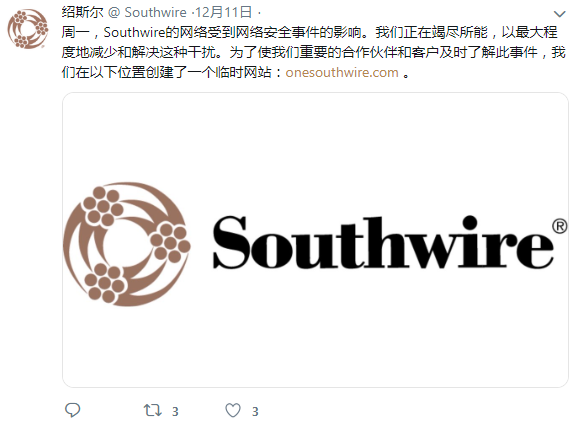 绍斯尔 @ Southwire ·12月11日 ·
周一，Southwire的网络受到网络安全事件的影响。我们正在竭尽所能，以最大程
度地减少和解决这种干扰。为了使我们重要的合作伙伴和客户及时了解此事件，我
们在以下位置创建了一个临时网站：onesouthwire.com 。
Southwire®
3
3